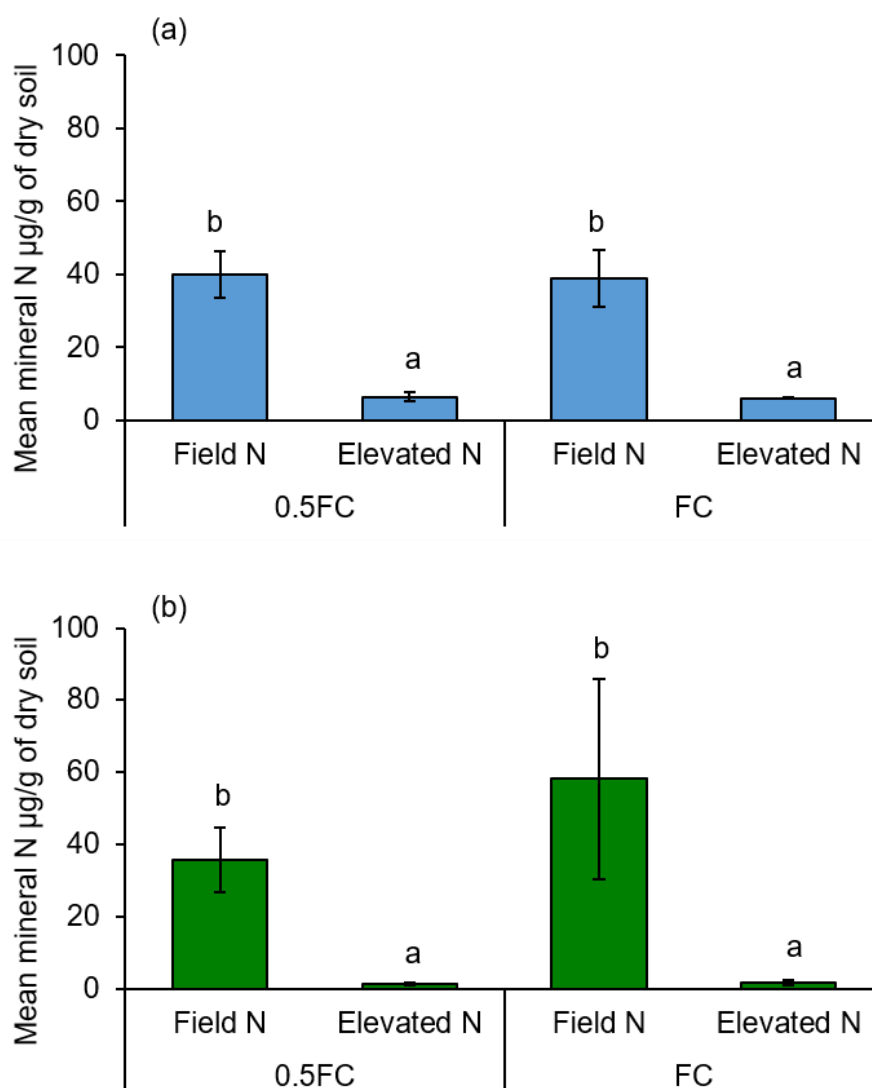 (a)
Mean mineral N µg/g of dry soil
100
80
60
40
20
0
b
a
b
a
Field N Elevated N Field N Elevated N
0.5FC FC
(b)
Mean mineral N µg/g of dry soil
100
80
60
40
20
0
b
a
b
a
Field N Elevated N Field N Elevated N
0.5FC FC